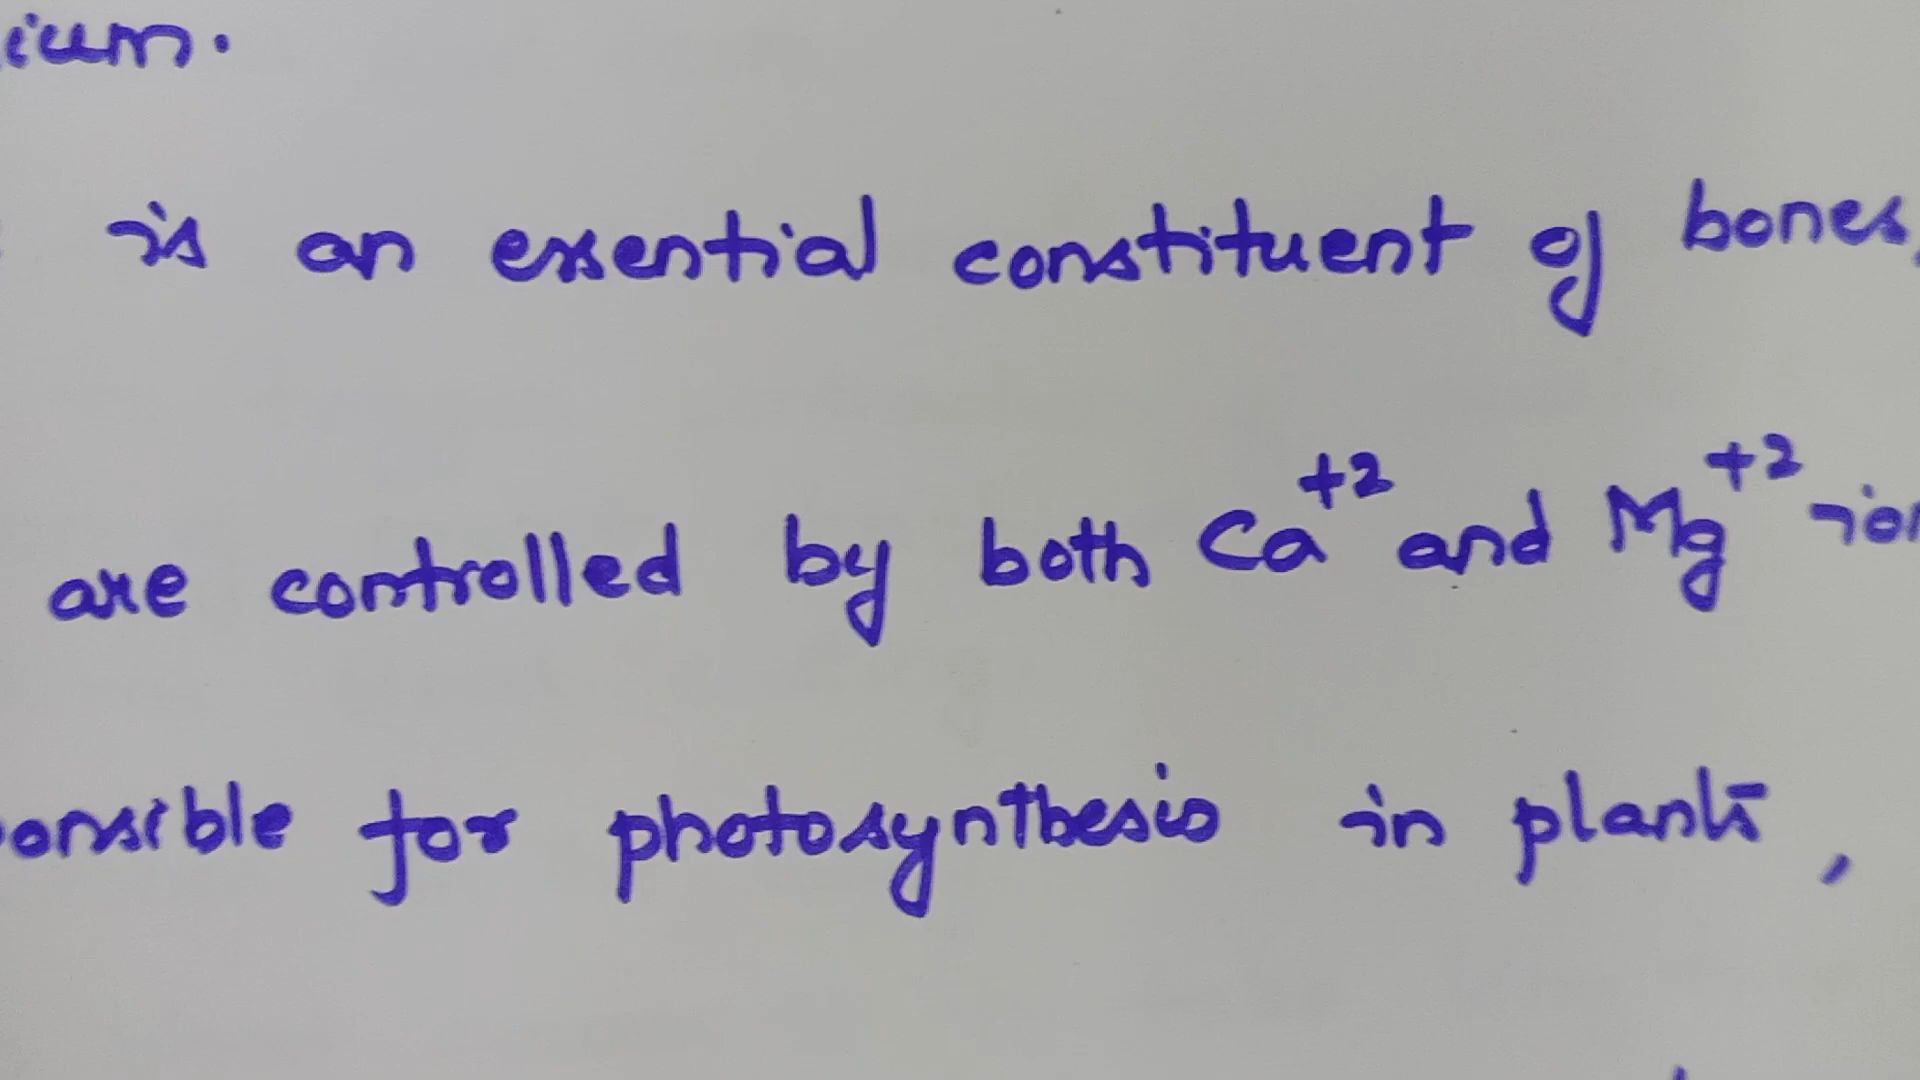 ium.
is an essential constituent of bones,
are controlled by both Ca⁺² and Mg⁺² ion
onsible for photosynthesis in plants,